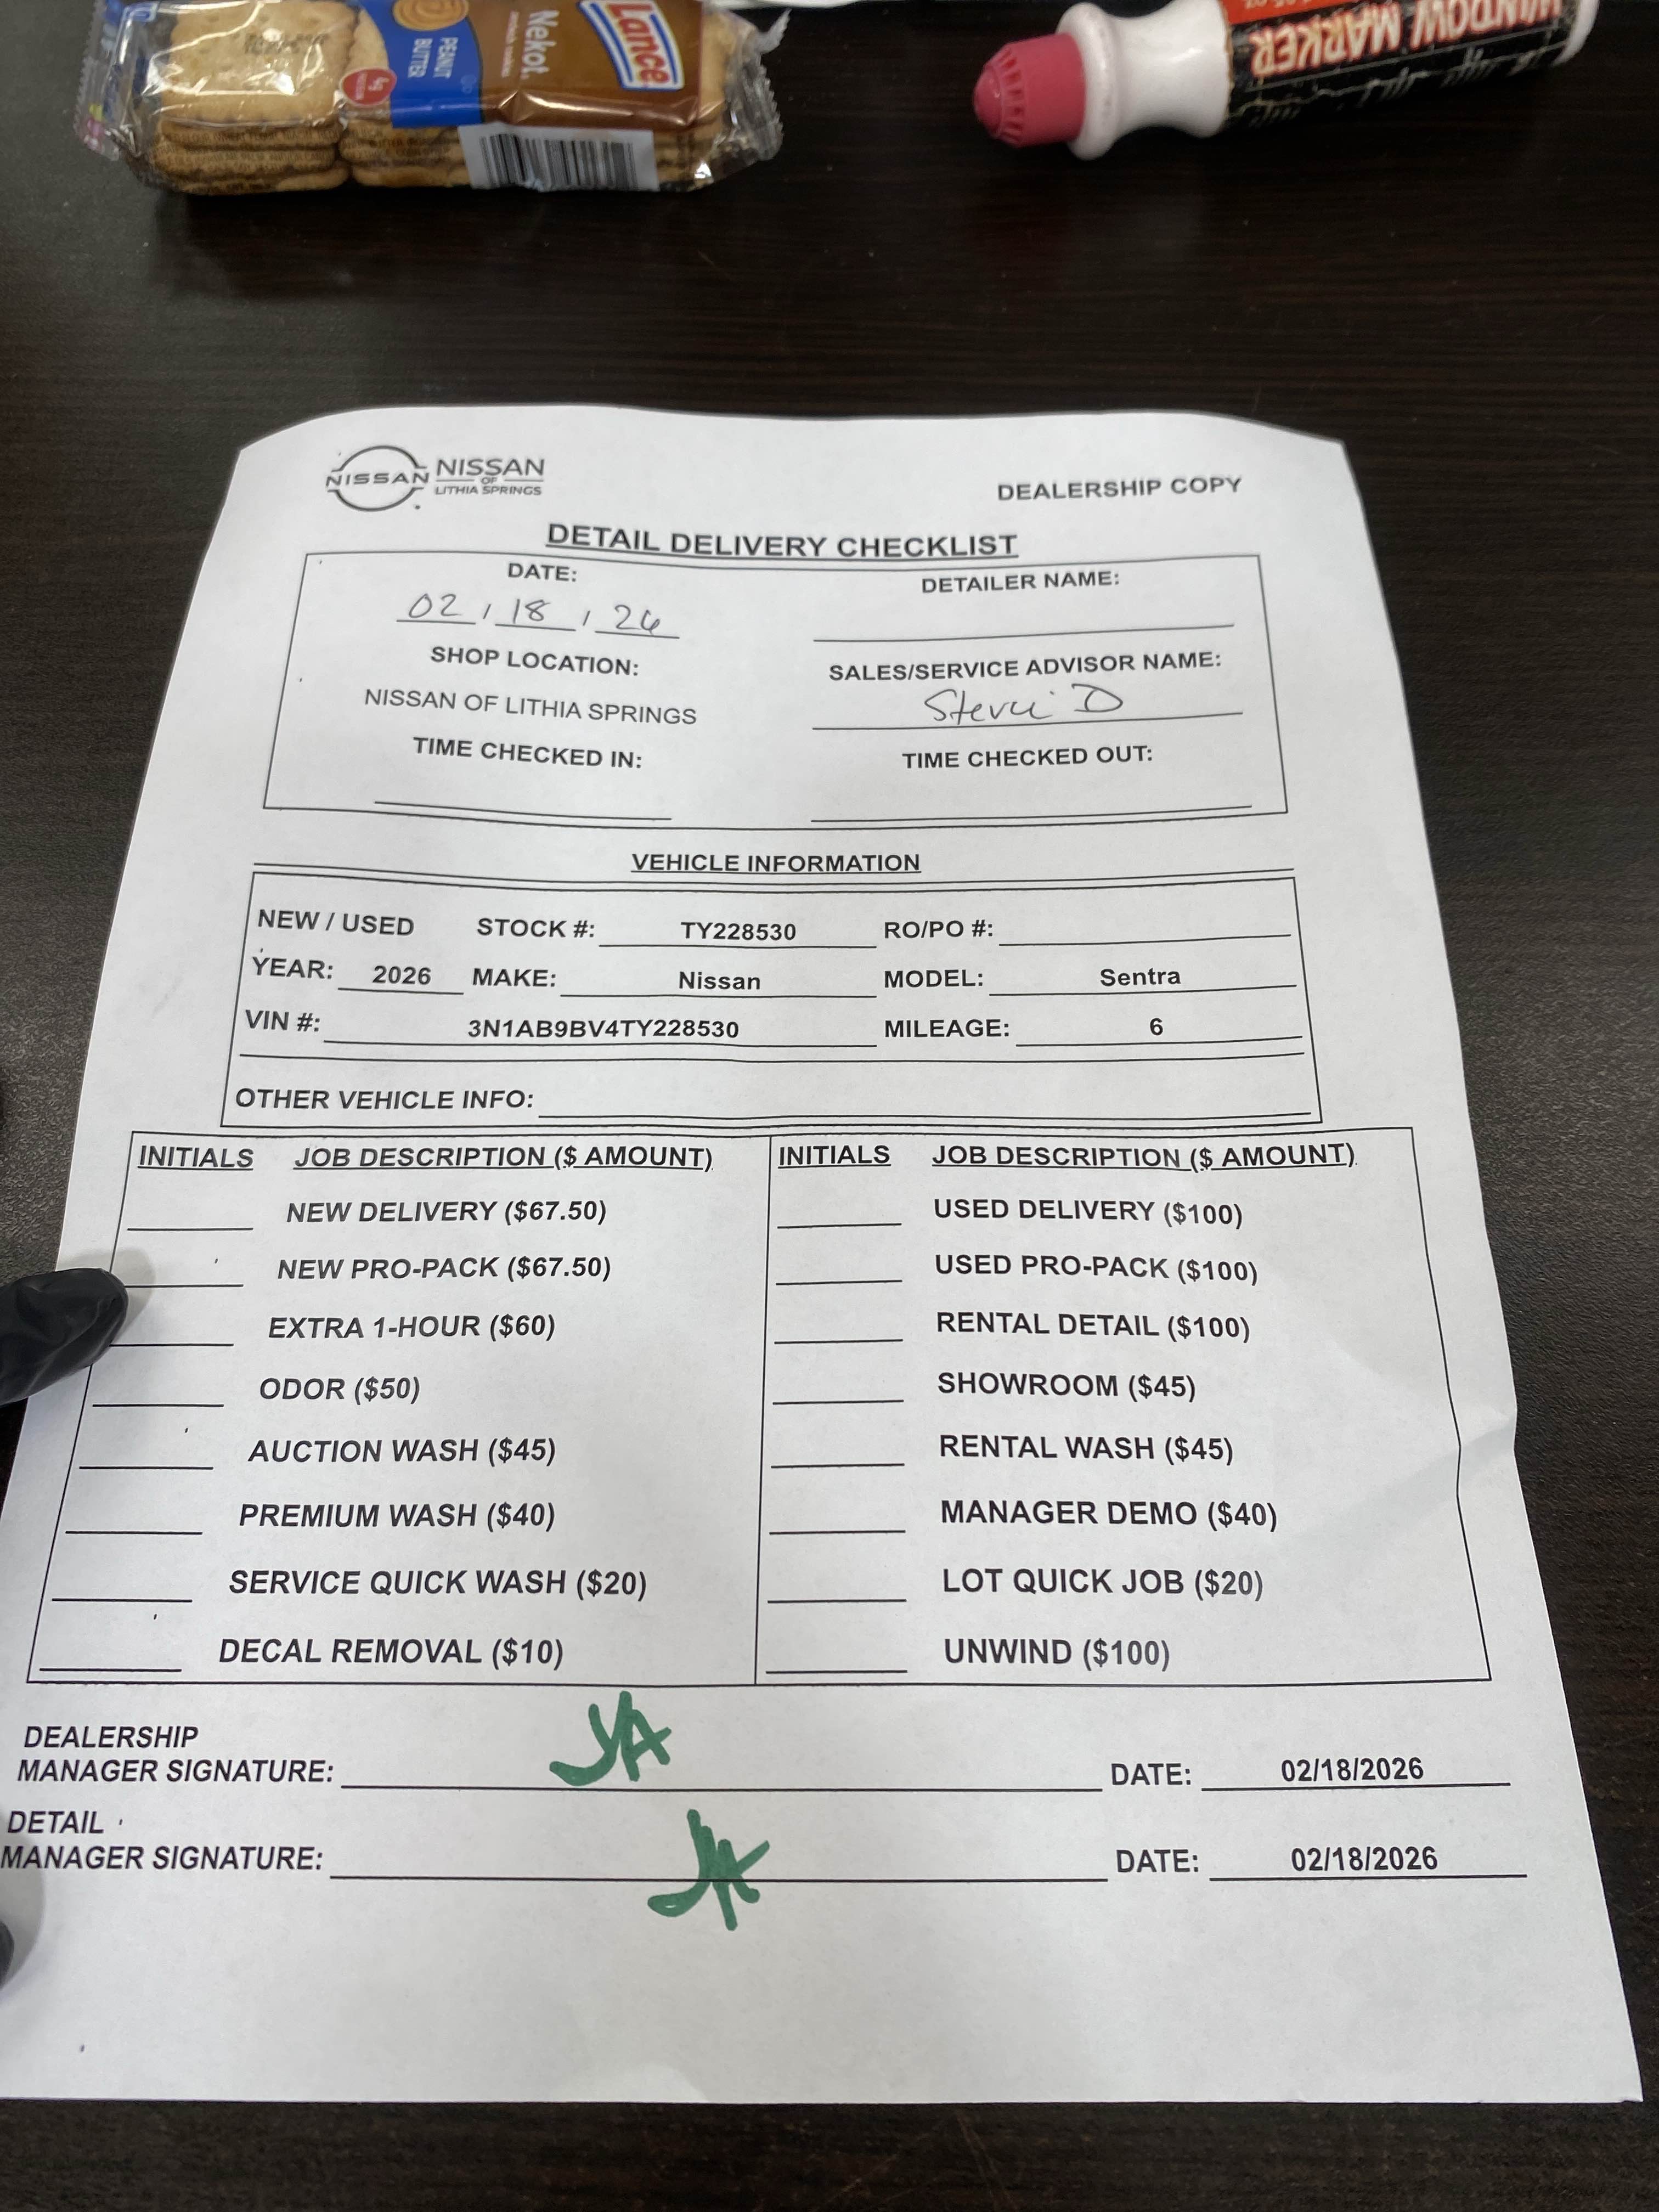 Lance
Nekot
PEANUT
BUTTER
WINDOW MARKER
NISSAN
NISSAN
OF
LITHIA SPRINGS
DEALERSHIP COPY
DETAIL DELIVERY CHECKLIST
DATE: DETAILER NAME:
02 / 18 / 26
SHOP LOCATION: SALES/SERVICE ADVISOR NAME:
NISSAN OF LITHIA SPRINGS Stevii D
TIME CHECKED IN: TIME CHECKED OUT:
VEHICLE INFORMATION
NEW / USED STOCK #: TY228530 RO/PO #:
YEAR: 2026 MAKE: Nissan MODEL: Sentra
VIN #: 3N1AB9BV4TY228530 MILEAGE: 6
OTHER VEHICLE INFO:
INITIALS JOB DESCRIPTION ($ AMOUNT) INITIALS JOB DESCRIPTION ($ AMOUNT)
NEW DELIVERY ($67.50) USED DELIVERY ($100)
NEW PRO-PACK ($67.50) USED PRO-PACK ($100)
EXTRA 1-HOUR ($60) RENTAL DETAIL ($100)
ODOR ($50) SHOWROOM ($45)
AUCTION WASH ($45) RENTAL WASH ($45)
PREMIUM WASH ($40) MANAGER DEMO ($40)
SERVICE QUICK WASH ($20) LOT QUICK JOB ($20)
DECAL REMOVAL ($10) UNWIND ($100)
DEALERSHIP
MANAGER SIGNATURE: JA DATE: 02/18/2026
DETAIL
MANAGER SIGNATURE: DATE: 02/18/2026